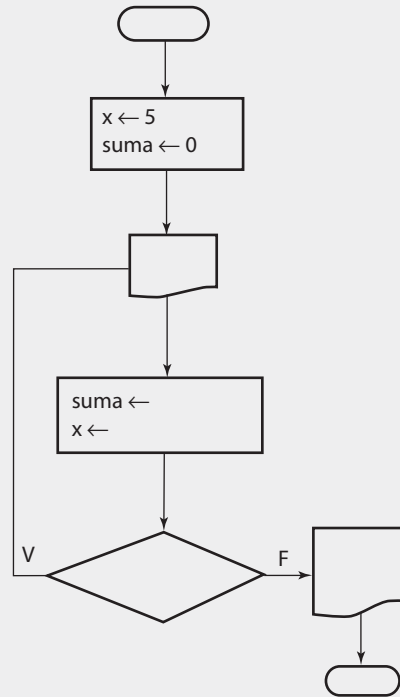 x ← 5
suma ← 0
suma ←
x ←
V
F